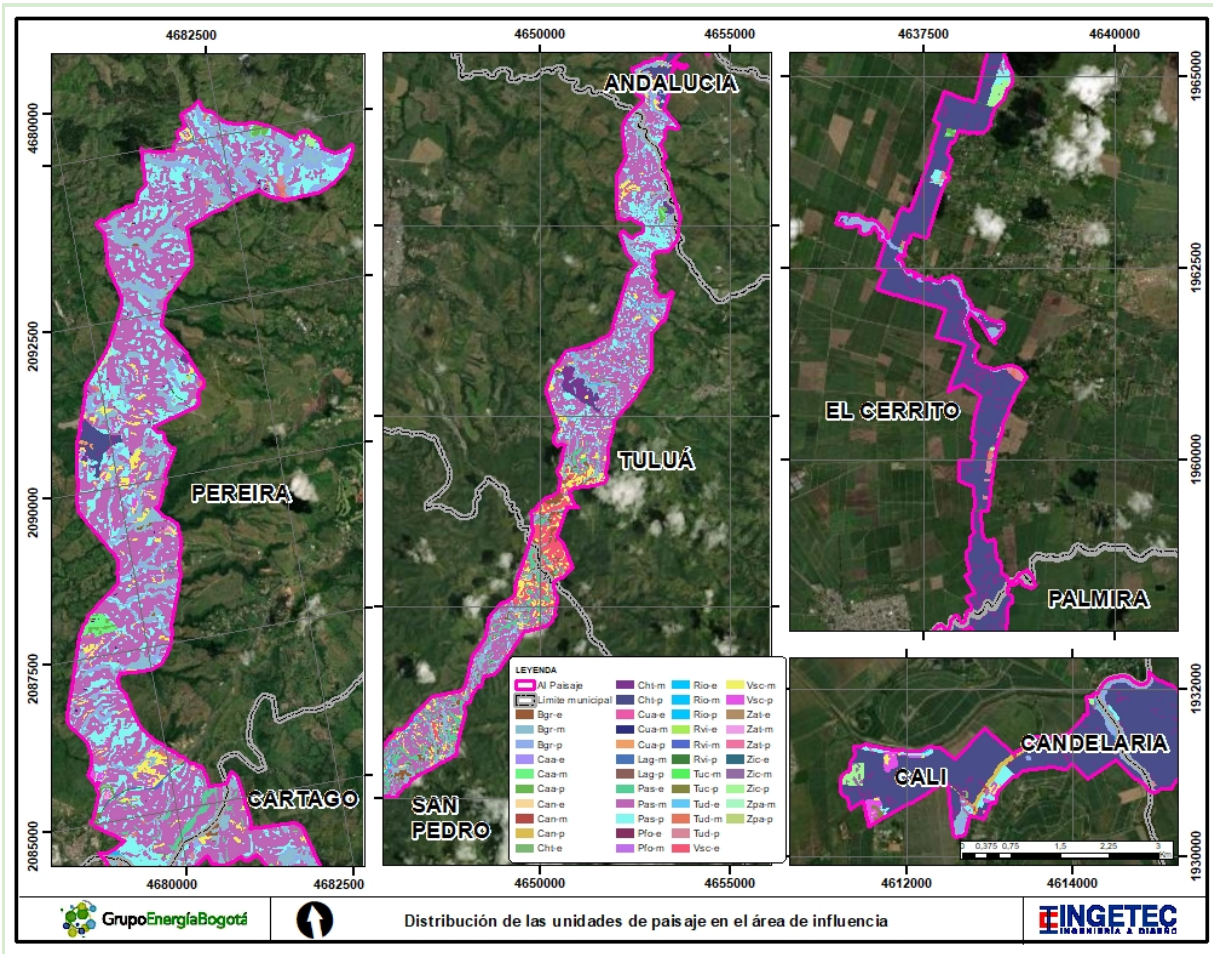 4682500
4650000
4655000
4637500
4640000
4680000
2092500
2090000
2087500
2085000
1965000
1962500
1960000
1932000
1930000
ANDALUCIA
TULUÁ
SAN
PEDRO
PEREIRA
CARTAGO
EL CERRITO
PALMIRA
CANDELARIA
CALI
LEYENDA
AI Paisaje
Limite municipal
Bgr-e
Bgr-m
Bgr-p
Caa-e
Caa-m
Caa-p
Can-e
Can-m
Can-p
Cht-e
Cht-m
Cht-p
Cua-e
Cua-m
Cua-p
Lag-m
Lag-p
Pas-e
Pas-m
Pas-p
Pfo-e
Pfo-m
Rio-e
Rio-m
Rio-p
Rvi-e
Rvi-m
Rvi-p
Tuc-m
Tuc-p
Tud-e
Tud-m
Tud-p
Vsc-e
Vsc-m
Vsc-p
Zat-e
Zat-m
Zat-p
Zic-e
Zic-m
Zic-p
Zpa-m
Zpa-p
0 0,375 0,75 1,5 2,25 3
Km
4680000
4682500
4650000
4655000
4612000
4614000
GrupoEnergíaBogotá
Distribución de las unidades de paisaje en el área de influencia
INGETEC
INGENIERÍA & DISEÑO